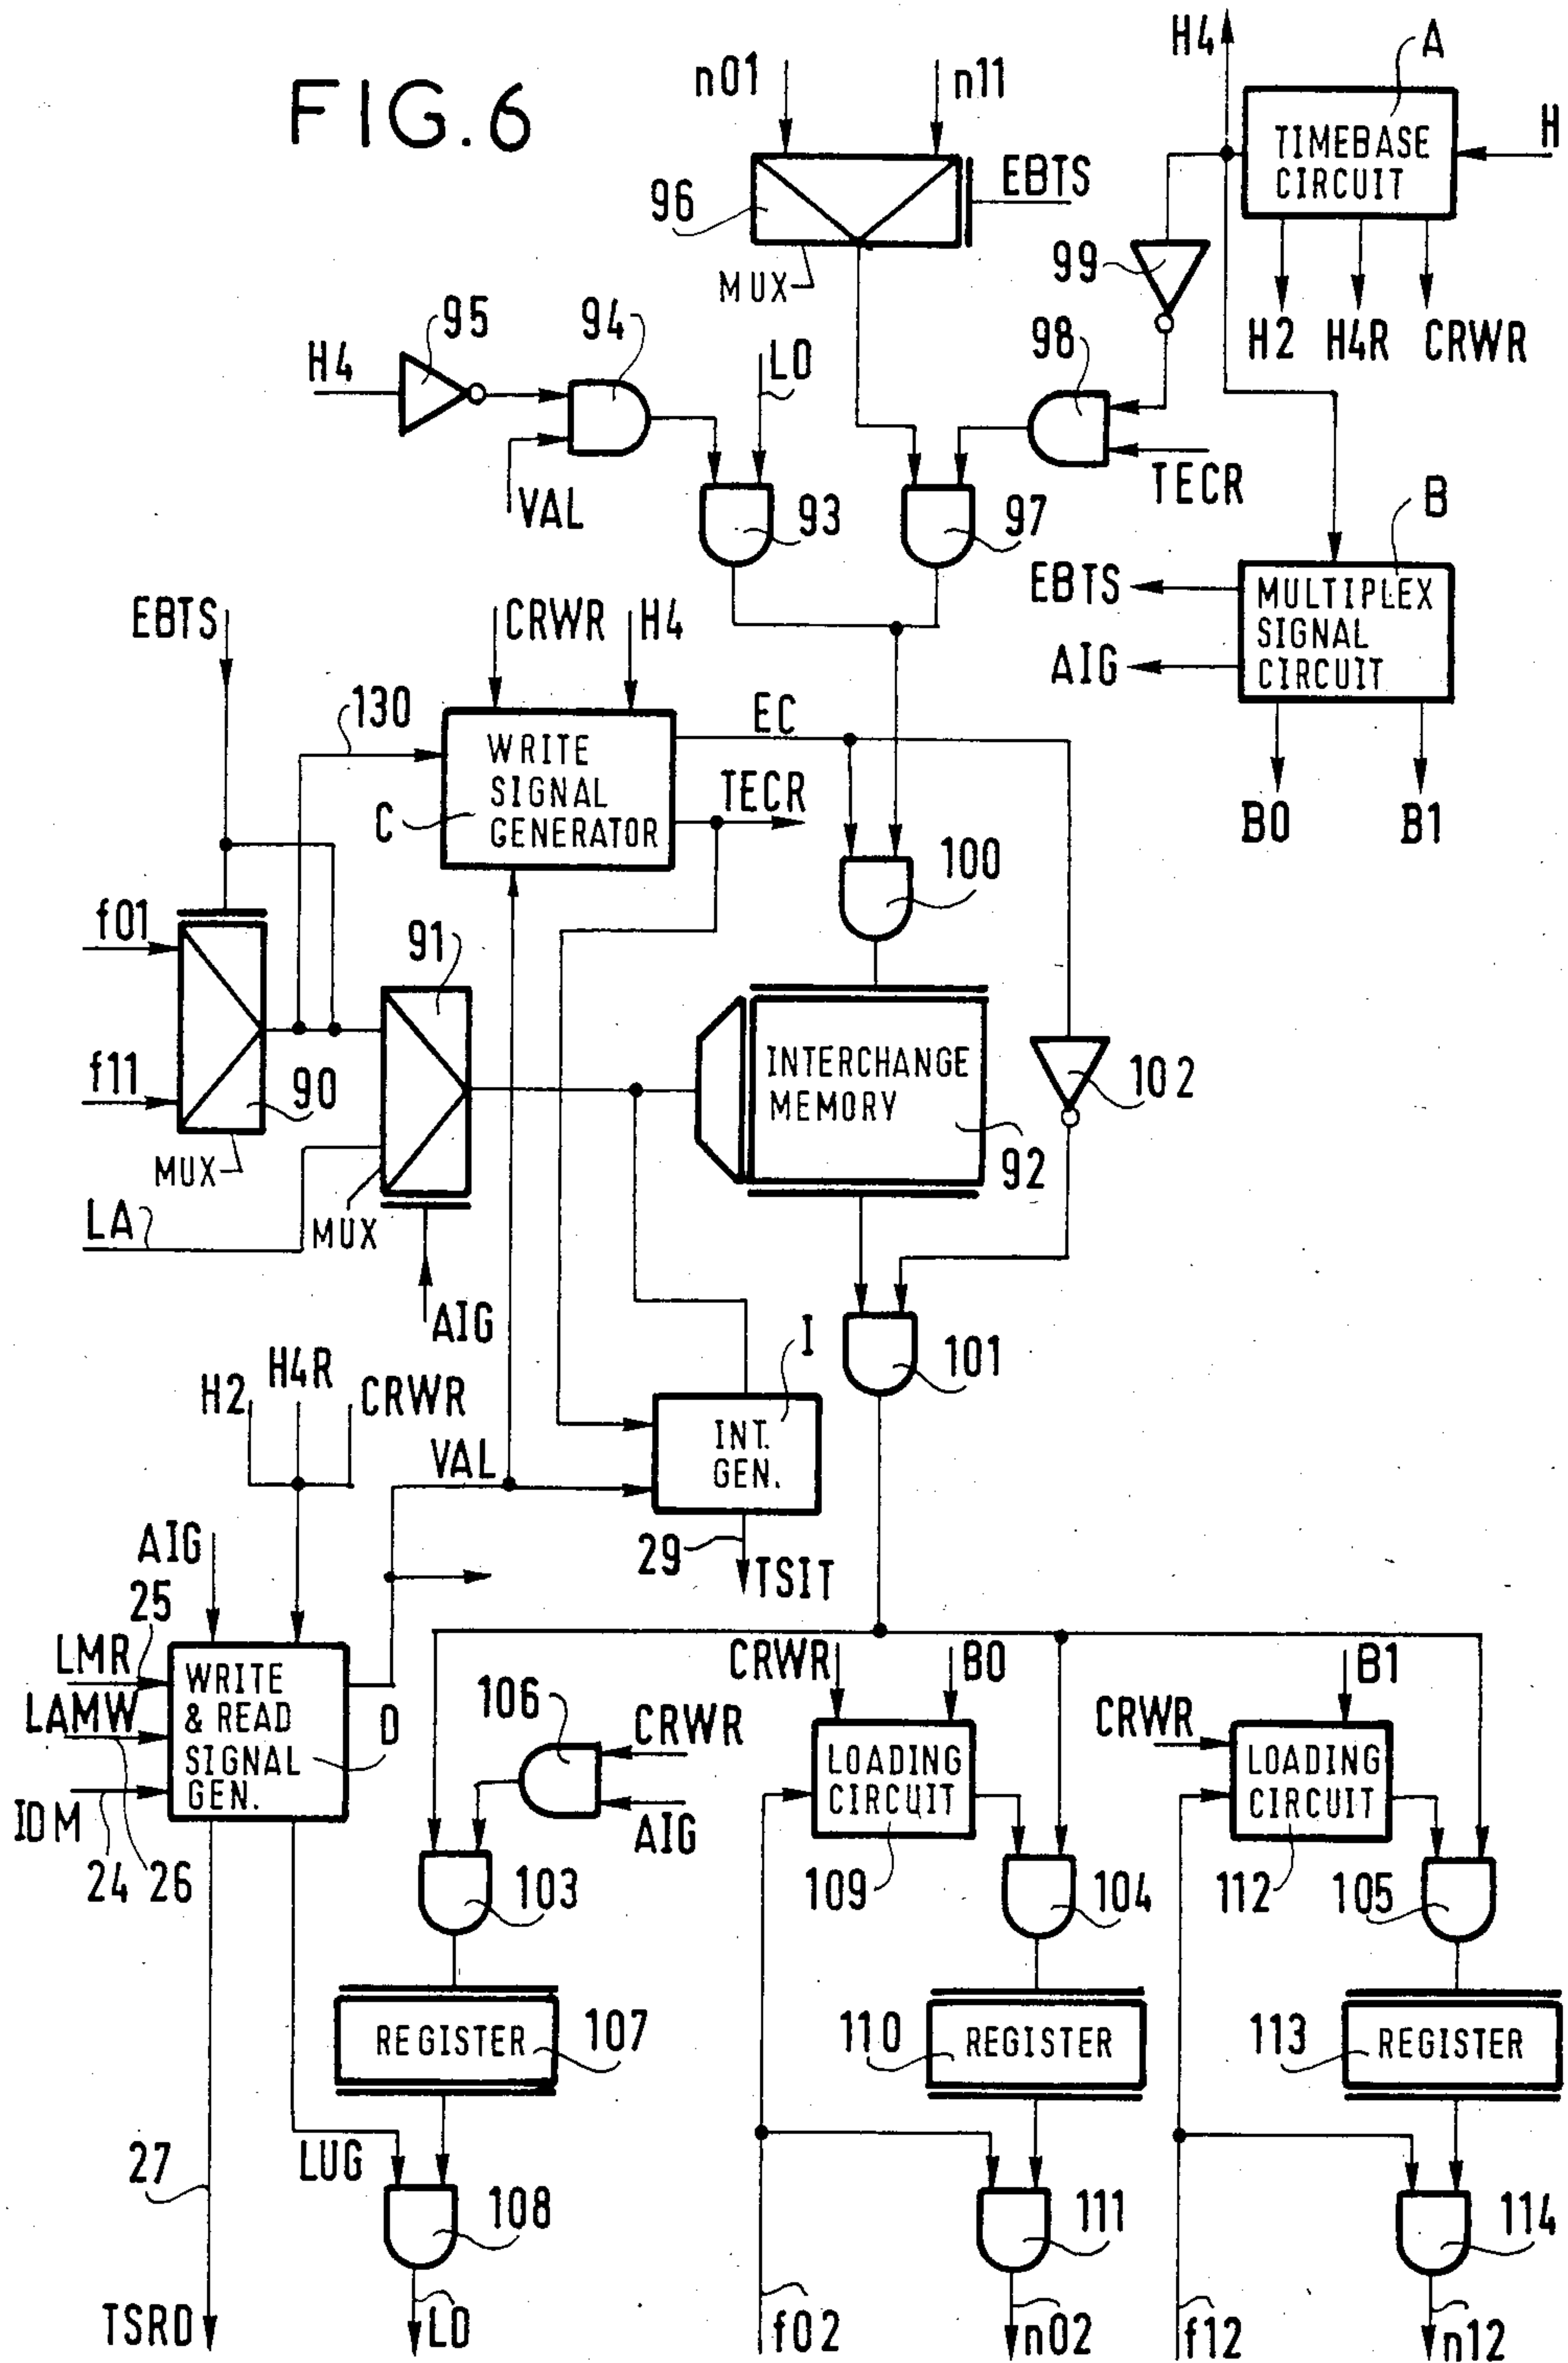 FIG.6
n01
n11
H4
A
TIMEBASE
CIRCUIT
H
96
EBTS
MUX
99
H2
H4R
CRWR
95
94
H4
L0
98
VAL
93
97
TECR
B
EBTS
AIG
MULTIPLEX
SIGNAL
CIRCUIT
B0
B1
EBTS
CRWR
H4
130
WRITE
SIGNAL
GENERATOR
C
EC
TECR
100
f01
f11
90
MUX
91
MUX
LA
AIG
INTERCHANGE
MEMORY
92
102
101
H2
H4R
CRWR
VAL
I
INT.
GEN.
29
TSIT
AIG
25
LMR
LAMW
IDM
24
26
WRITE
& READ
SIGNAL
GEN.
D
106
CRWR
AIG
103
CRWR
B0
LOADING
CIRCUIT
109
104
CRWR
B1
LOADING
CIRCUIT
112
105
REGISTER
107
110
REGISTER
113
REGISTER
27
LUG
108
111
114
TSRD
L0
f02
n02
f12
n12